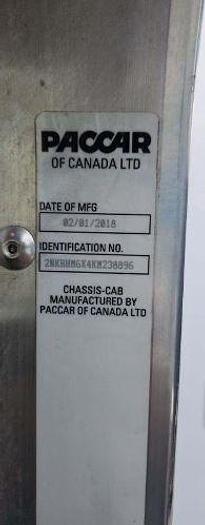 PACCAR
OF CANADA LTD
DATE OF MFG
02/01/2018
IDENTIFICATION NO.
2NKHHM6X4KM238896
CHASSIS-CAB
MANUFACTURED BY
PACCAR OF CANADA LTD